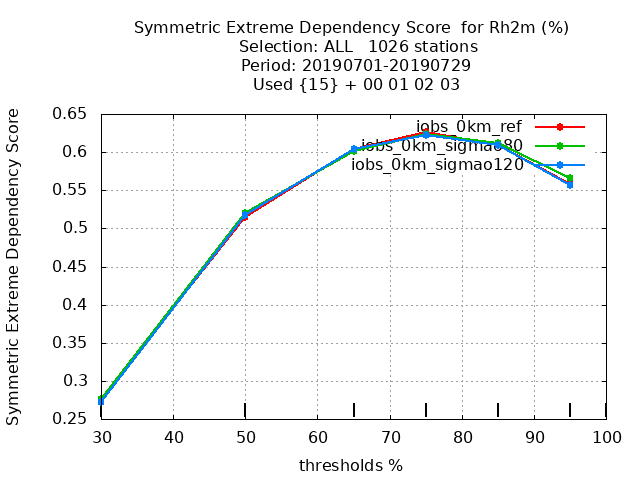 Symmetric Extreme Dependency Score  for Rh2m (%)
Selection: ALL   1026 stations
Period: 20190701-20190729
Used {15} + 00 01 02 03
Symmetric Extreme Dependency Score
0.65
0.6
0.55
0.5
0.45
0.4
0.35
0.3
0.25
iobs_0km_ref
iobs_0km_sigmao80
iobs_0km_sigmao120
30 40 50 60 70 80 90 100
thresholds %